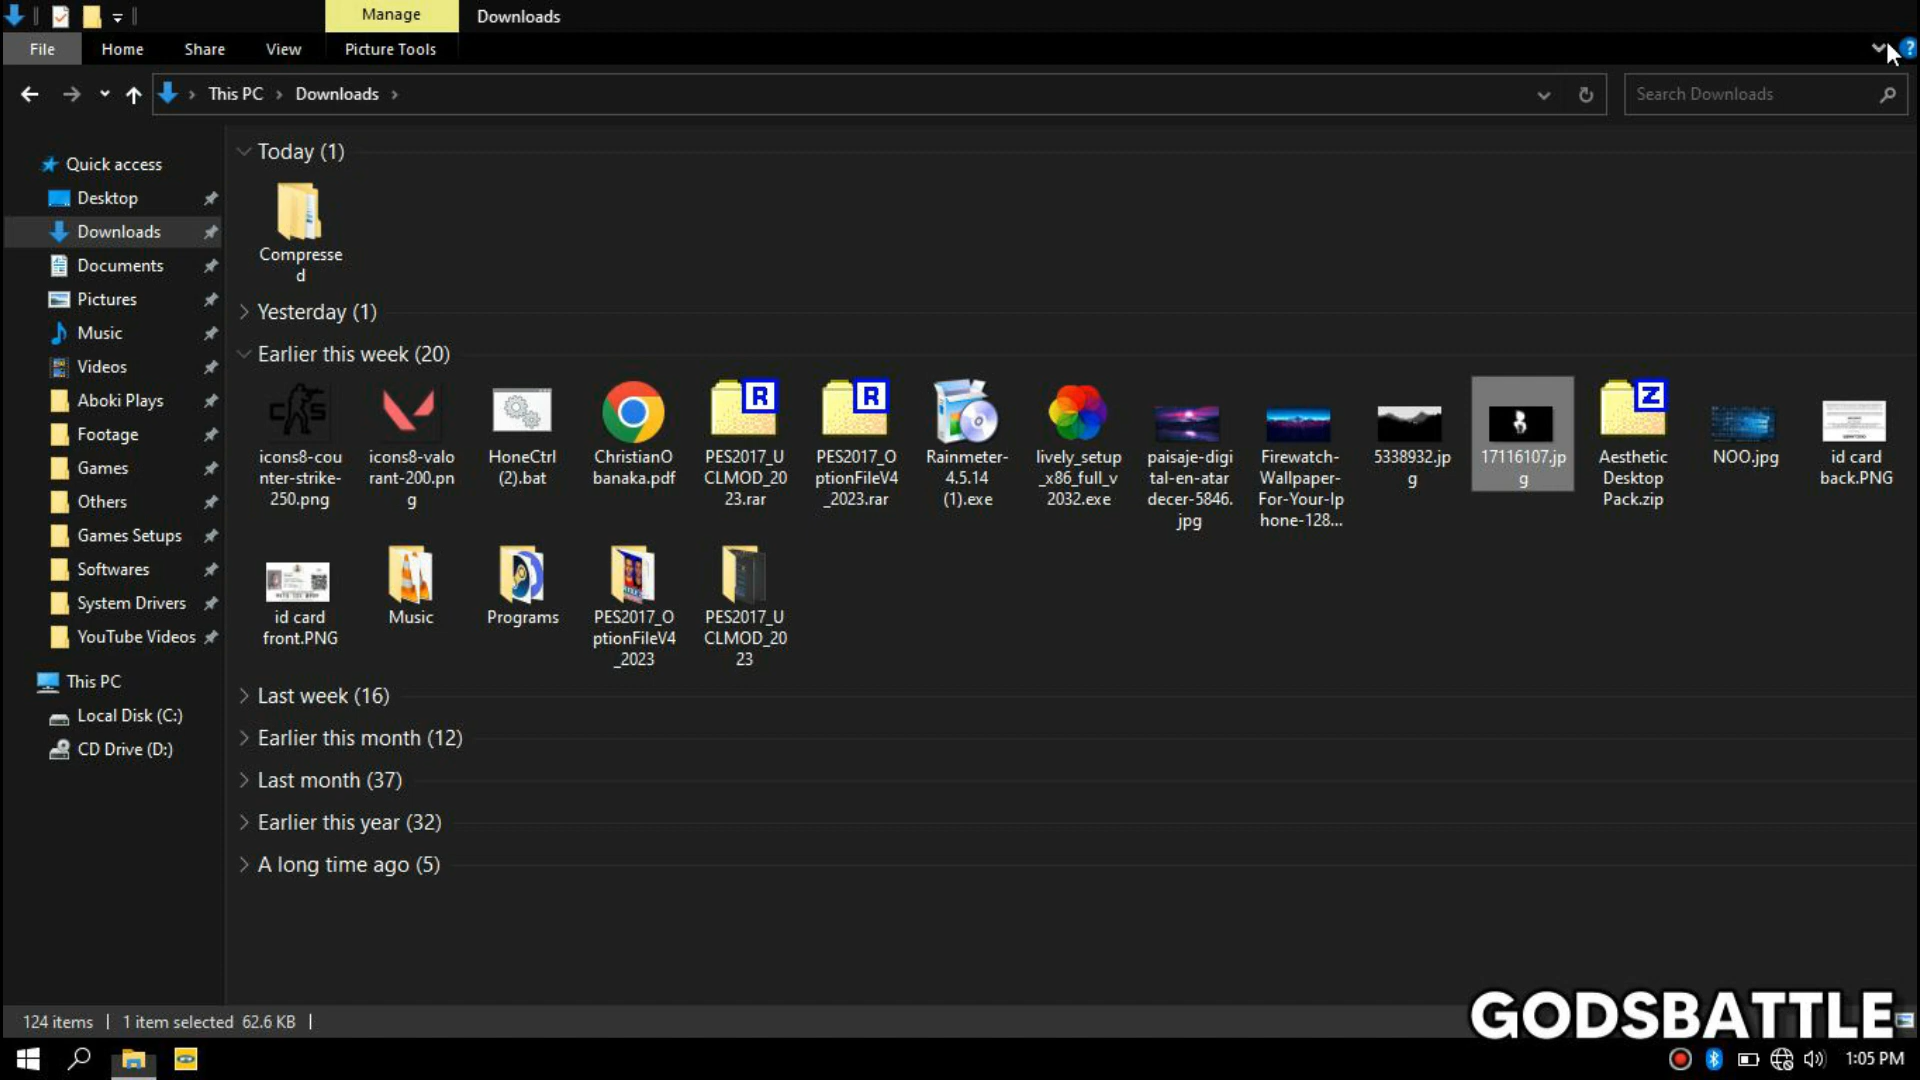 Manage
Downloads
File
Home
Share
View
Picture Tools
This PC
Downloads
Search Downloads
Quick access
Desktop
Downloads
Documents
Pictures
Music
Videos
Aboki Plays
Footage
Games
Others
Games Setups
Softwares
System Drivers
YouTube Videos
This PC
Local Disk (C:)
CD Drive (D:)
Today (1)
Compresse
d
Yesterday (1)
Earlier this week (20)
icons8-cou
nter-strike-
250.png
icons8-valo
rant-200.pn
g
HoneCtrl
(2).bat
ChristianO
banaka.pdf
R
PES2017_U
CLMOD_20
23.rar
R
PES2017_O
ptionFileV4
_2023.rar
Rainmeter-
4.5.14
(1).exe
lively_setup
_x86_full_v
2032.exe
paisaje-digi
tal-en-atar
decer-5846.
jpg
Firewatch-
Wallpaper-
For-Your-Ip
hone-128...
5338932.jp
g
17116107.jp
g
Z
Aesthetic
Desktop
Pack.zip
NOO.jpg
id card
back.PNG
id card
front.PNG
Music
Programs
PES2017_O
ptionFileV4
_2023
PES2017_U
CLMOD_20
23
Last week (16)
Earlier this month (12)
Last month (37)
Earlier this year (32)
A long time ago (5)
124 items
1 item selected 62.6 KB
GODSBATTLE
1:05 PM